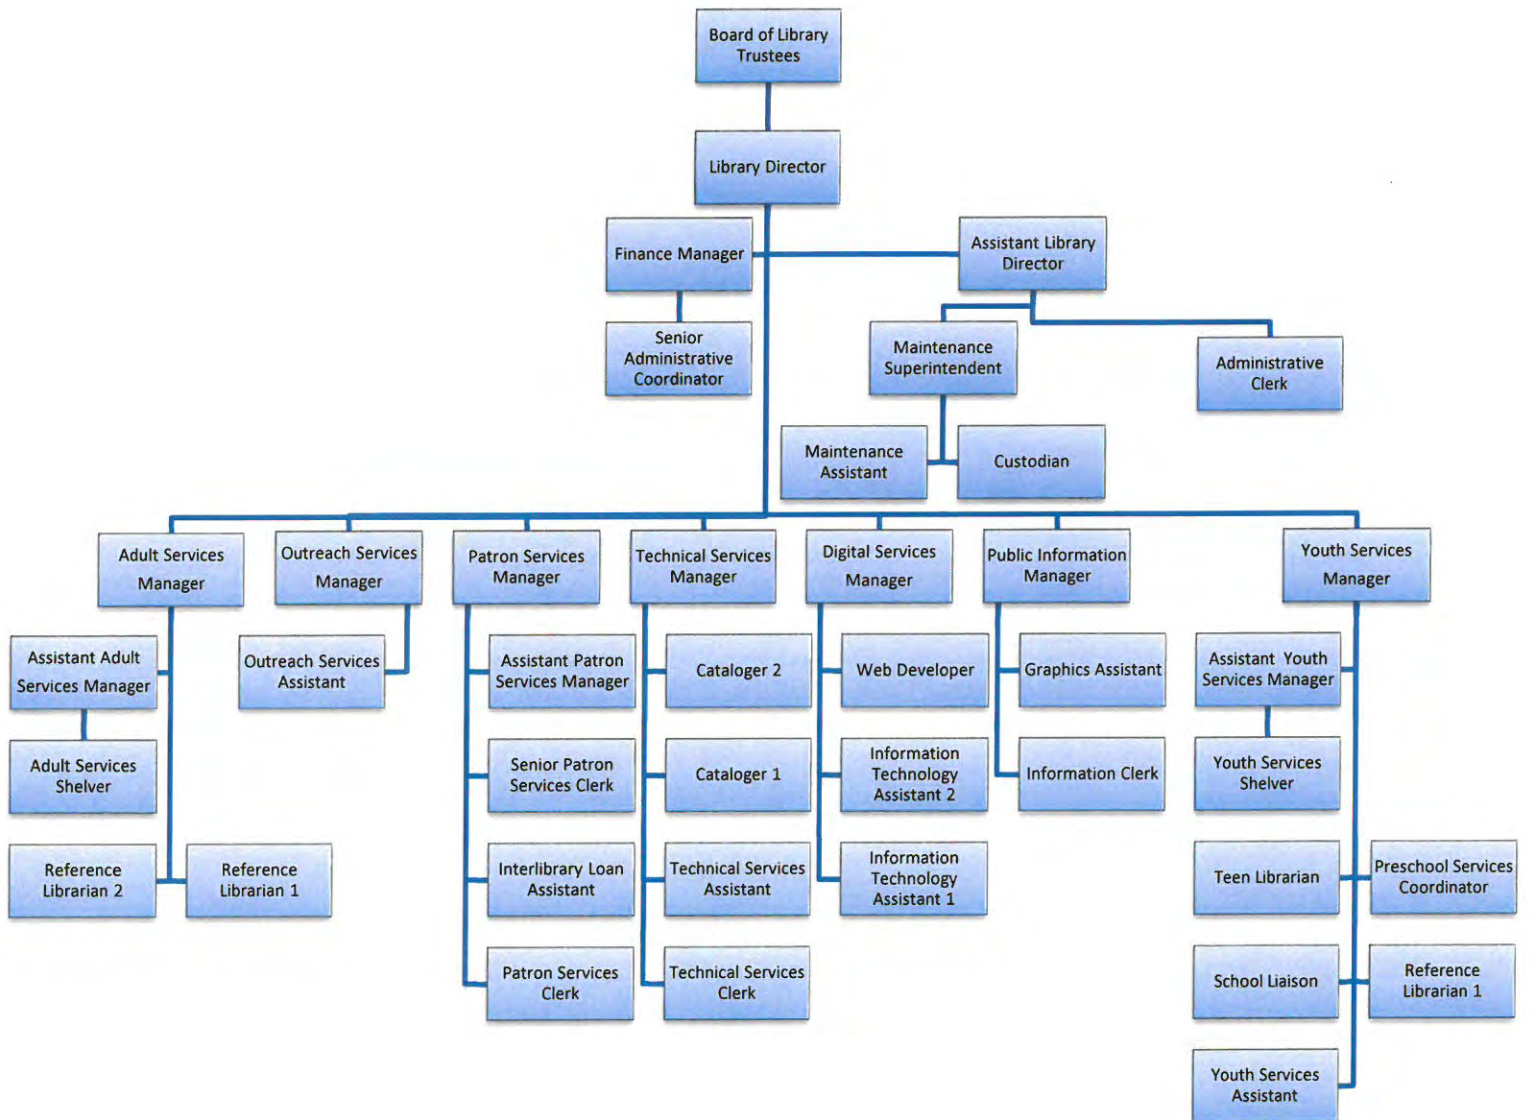 Board of Library
Trustees
Library Director
Finance Manager
Assistant Library
Director
Senior
Administrative
Coordinator
Maintenance
Superintendent
Administrative
Clerk
Maintenance
Assistant
Custodian
Adult Services
Manager
Outreach Services
Manager
Patron Services
Manager
Technical Services
Manager
Digital Services
Manager
Public Information
Manager
Youth Services
Manager
Assistant Adult
Services Manager
Outreach Services
Assistant
Assistant Patron
Services Manager
Cataloger 2
Web Developer
Graphics Assistant
Assistant Youth
Services Manager
Adult Services
Shelver
Senior Patron
Services Clerk
Cataloger 1
Information
Technology
Assistant 2
Information Clerk
Youth Services
Shelver
Reference
Librarian 2
Reference
Librarian 1
Interlibrary Loan
Assistant
Technical Services
Assistant
Information
Technology
Assistant 1
Teen Librarian
Preschool Services
Coordinator
Patron Services
Clerk
Technical Services
Clerk
School Liaison
Reference
Librarian 1
Youth Services
Assistant